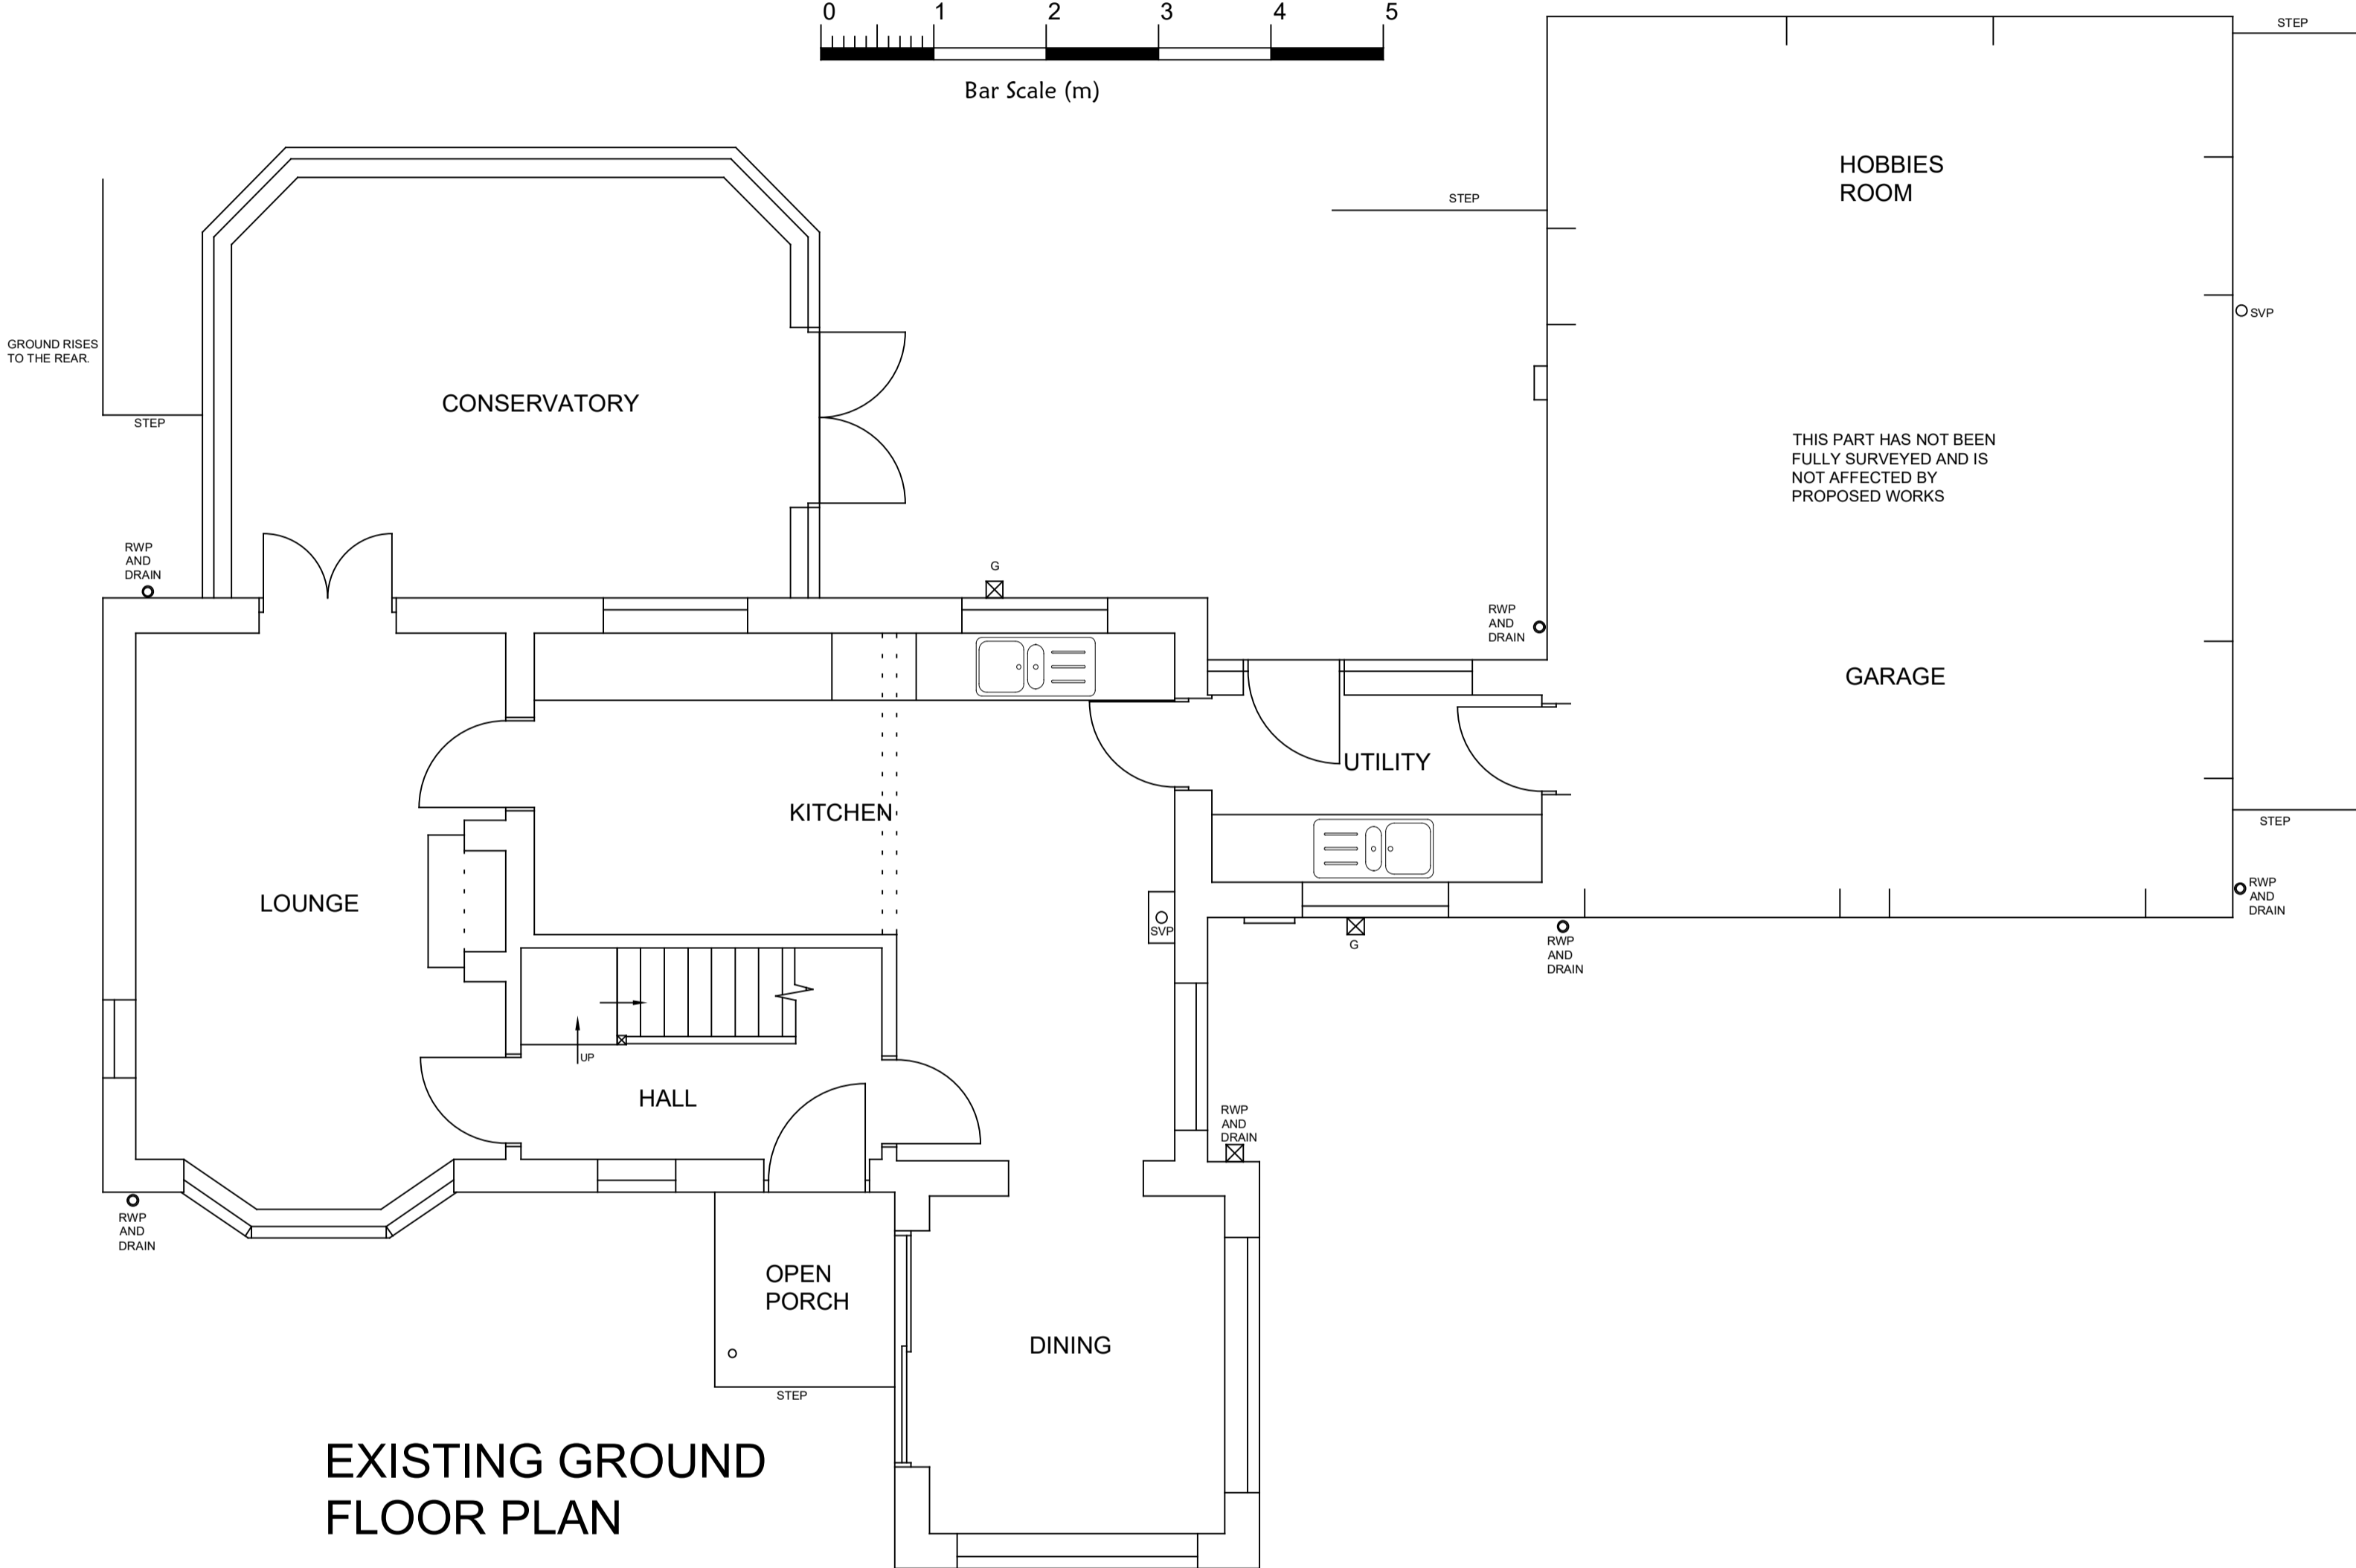 0 1 2 3 4 5
Bar Scale (m)
STEP
HOBBIES
ROOM
STEP
SVP
GROUND RISES
TO THE REAR.
CONSERVATORY
STEP
THIS PART HAS NOT BEEN
FULLY SURVEYED AND IS
NOT AFFECTED BY
PROPOSED WORKS
RWP
AND
DRAIN
G
RWP
AND
DRAIN
GARAGE
UTILITY
KITCHEN
STEP
LOUNGE
RWP
AND
DRAIN
SVP
G
RWP
AND
DRAIN
UP
HALL
RWP
AND
DRAIN
RWP
AND
DRAIN
OPEN
PORCH
DINING
STEP
EXISTING GROUND
FLOOR PLAN